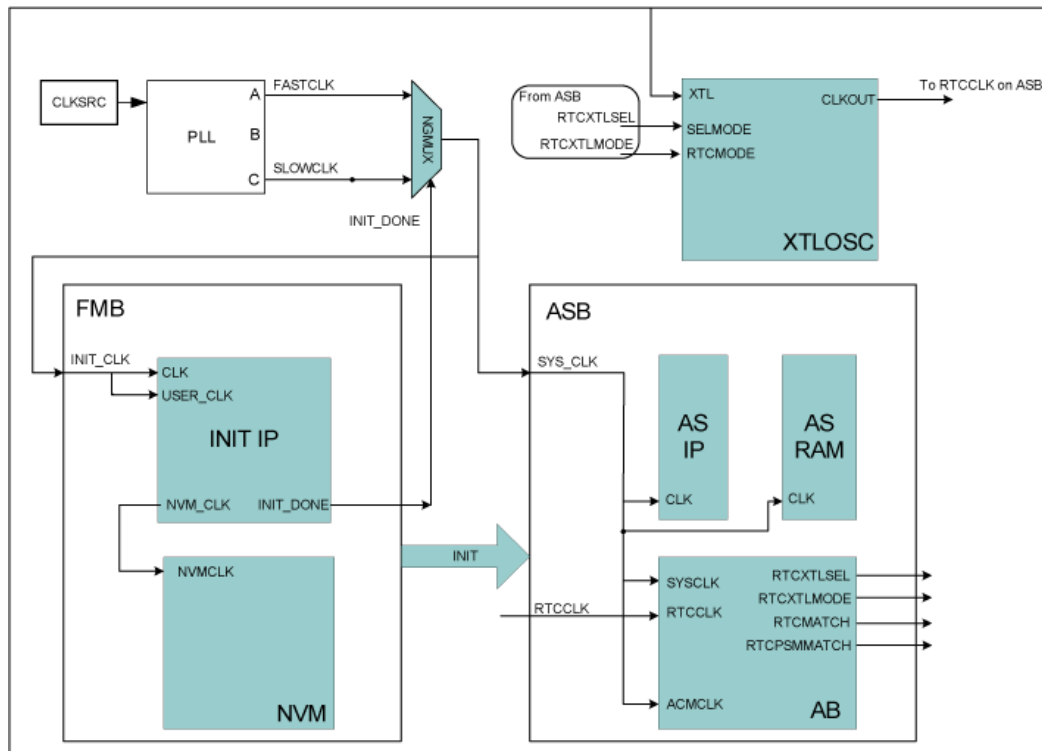 CLKSRC
PLL
A
B
C
FASTCLK
SLOWCLK
NGMUX
INIT_DONE
From ASB
RTCXTLSEL
RTCXTLMODE
XTL
SELMODE
RTCMODE
CLKOUT
XTLOSC
To RTCCLK on ASB
FMB
INIT_CLK
CLK
USER_CLK
INIT IP
NVM_CLK
INIT_DONE
NVMCLK
NVM
INIT
ASB
SYS_CLK
AS
IP
CLK
AS
RAM
CLK
RTCCLK
SYSCLK
RTCCLK
ACMCLK
RTCXTLSEL
RTCXTLMODE
RTCMATCH
RTCPSMMATCH
AB